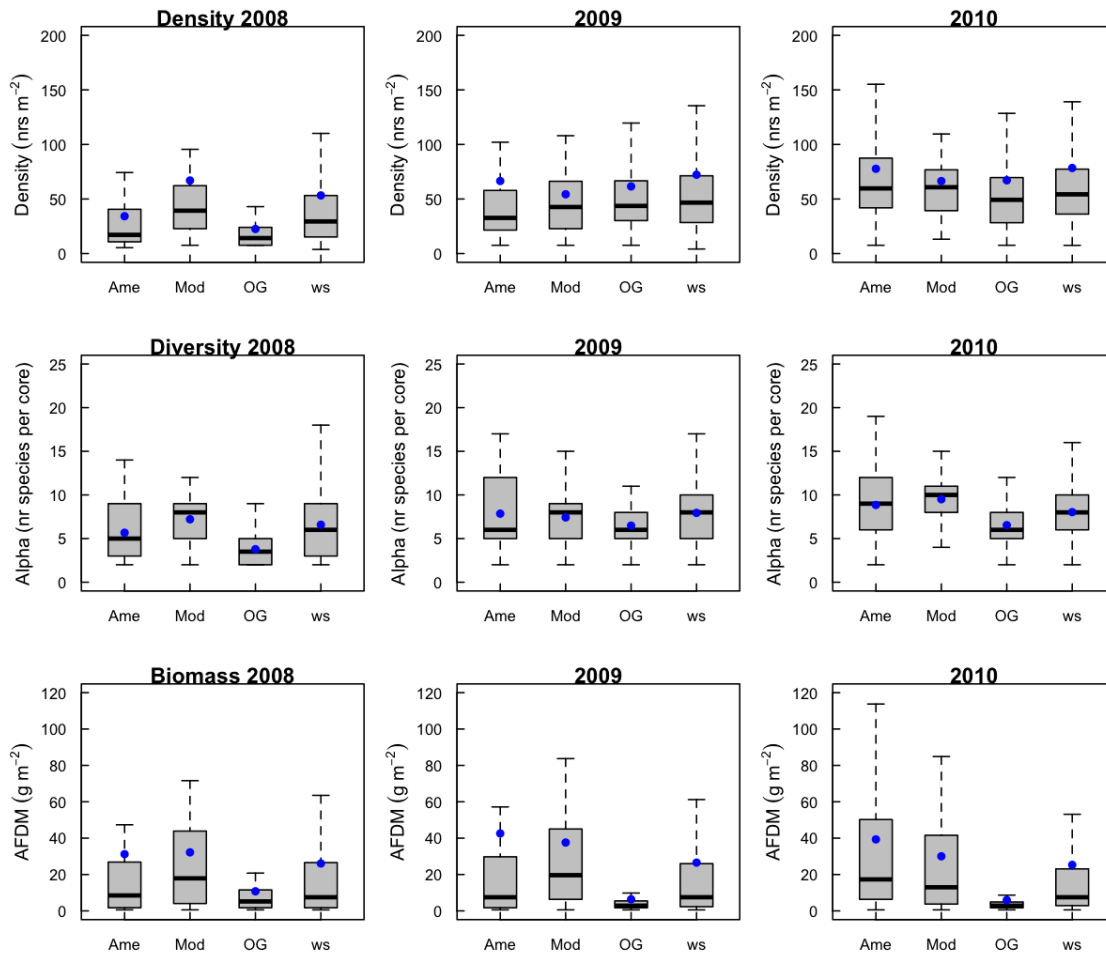 Density 2008
2009
2010
Density (nrs m−2)
200
150
100
50
0
Ame Mod OG ws
Density (nrs m−2)
200
150
100
50
0
Ame Mod OG ws
Density (nrs m−2)
200
150
100
50
0
Ame Mod OG ws
Diversity 2008
2009
2010
Alpha (nr species per core)
25
20
15
10
5
0
Ame Mod OG ws
Alpha (nr species per core)
25
20
15
10
5
0
Ame Mod OG ws
Alpha (nr species per core)
25
20
15
10
5
0
Ame Mod OG ws
Biomass 2008
2009
2010
AFDM (g m−2)
120
100
80
60
40
20
0
Ame Mod OG ws
AFDM (g m−2)
120
100
80
60
40
20
0
Ame Mod OG ws
AFDM (g m−2)
120
100
80
60
40
20
0
Ame Mod OG ws